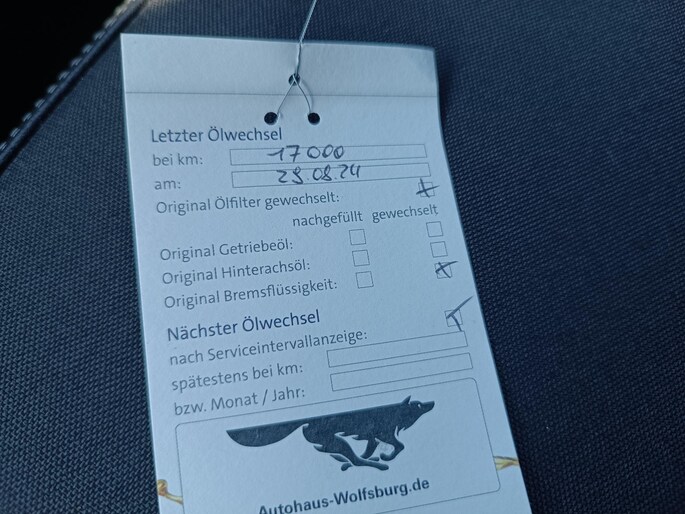 Letzter Ölwechsel
bei km: 17000
am: 29.08.24
Original Ölfilter gewechselt:
nachgefüllt gewechselt
Original Getriebeöl:
Original Hinterachsöl:
Original Bremsflüssigkeit:
Nächster Ölwechsel
nach Serviceintervallanzeige:
spätestens bei km:
bzw. Monat / Jahr:
Autohaus-Wolfsburg.de